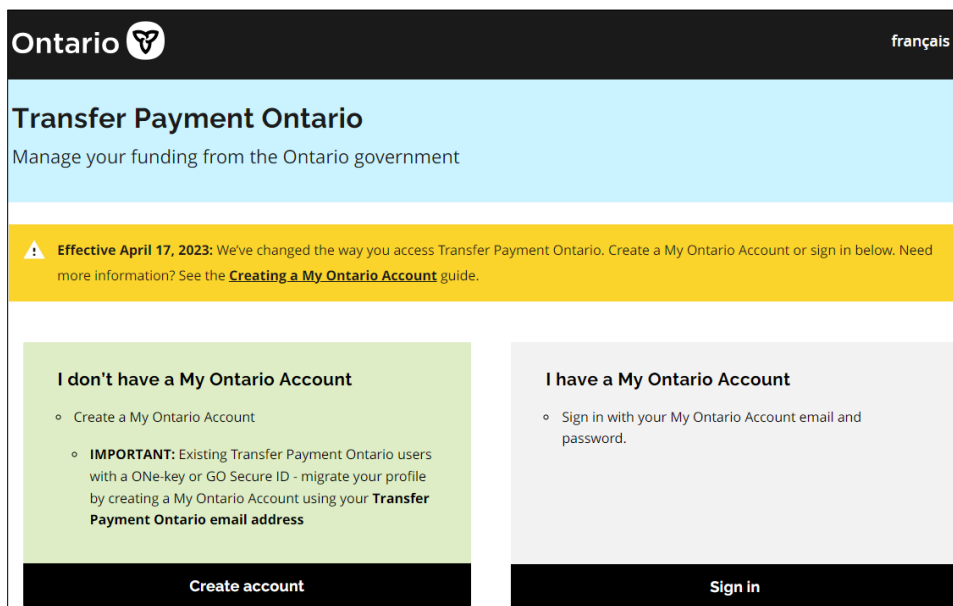 Ontario
français
Transfer Payment Ontario
Manage your funding from the Ontario government
Effective April 17, 2023: We've changed the way you access Transfer Payment Ontario. Create a My Ontario Account or sign in below. Need
more information? See the Creating a My Ontario Account guide.
I don't have a My Ontario Account
Create a My Ontario Account
IMPORTANT: Existing Transfer Payment Ontario users
with a ONe-key or GO Secure ID - migrate your profile
by creating a My Ontario Account using your Transfer
Payment Ontario email address
Create account
I have a My Ontario Account
Sign in with your My Ontario Account email and
password.
Sign in